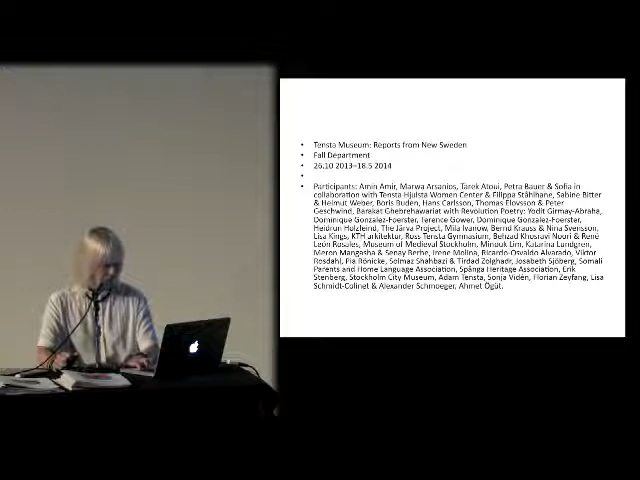 • Tensta Museum: Reports from New Sweden
• Fall Department
• 26.10 2013–18.5 2014
•
• Participants: Amin Amir, Marwa Arsanios, Tarek Atoui, Petra Bauer & Sofia in
collaboration with Tensta Hjulsta Women Center & Filippa Ståhlhane, Sabine Bitter
& Helmut Weber, Boris Buden, Hans Carlsson, Thomas Elovsson & Peter
Geschwind, Barakat Ghebrehawariat with Revolution Poetry: Yodit Girmay-Abraha,
Dominique Gonzalez-Foerster, Terence Gower, Dominique Gonzalez-Foerster,
Heidrun Holzfeind, The Järva Project, Mila Ivanow, Bernd Krauss & Nina Svensson,
Lisa Kings, KTH arkitektur, Ross Tensta Gymnasium, Behzad Khosravi Noori & René
León Rosales, Museum of Medieval Stockholm, Minouk Lim, Katarina Lundgren,
Meron Mangasha & Senay Berhe, Irene Molina, Ricardo-Osvaldo Alvarado, Viktor
Rosdahl, Pia Rönicke, Solmaz Shahbazi & Tirdad Zolghadr, Josabeth Sjöberg, Somali
Parents and Home Language Association, Spånga Heritage Association, Erik
Stenberg, Stockholm City Museum, Adam Tensta, Sonja Vidén, Florian Zeyfang, Lisa
Schmidt-Colinet & Alexander Schmoeger, Ahmet Ögüt.